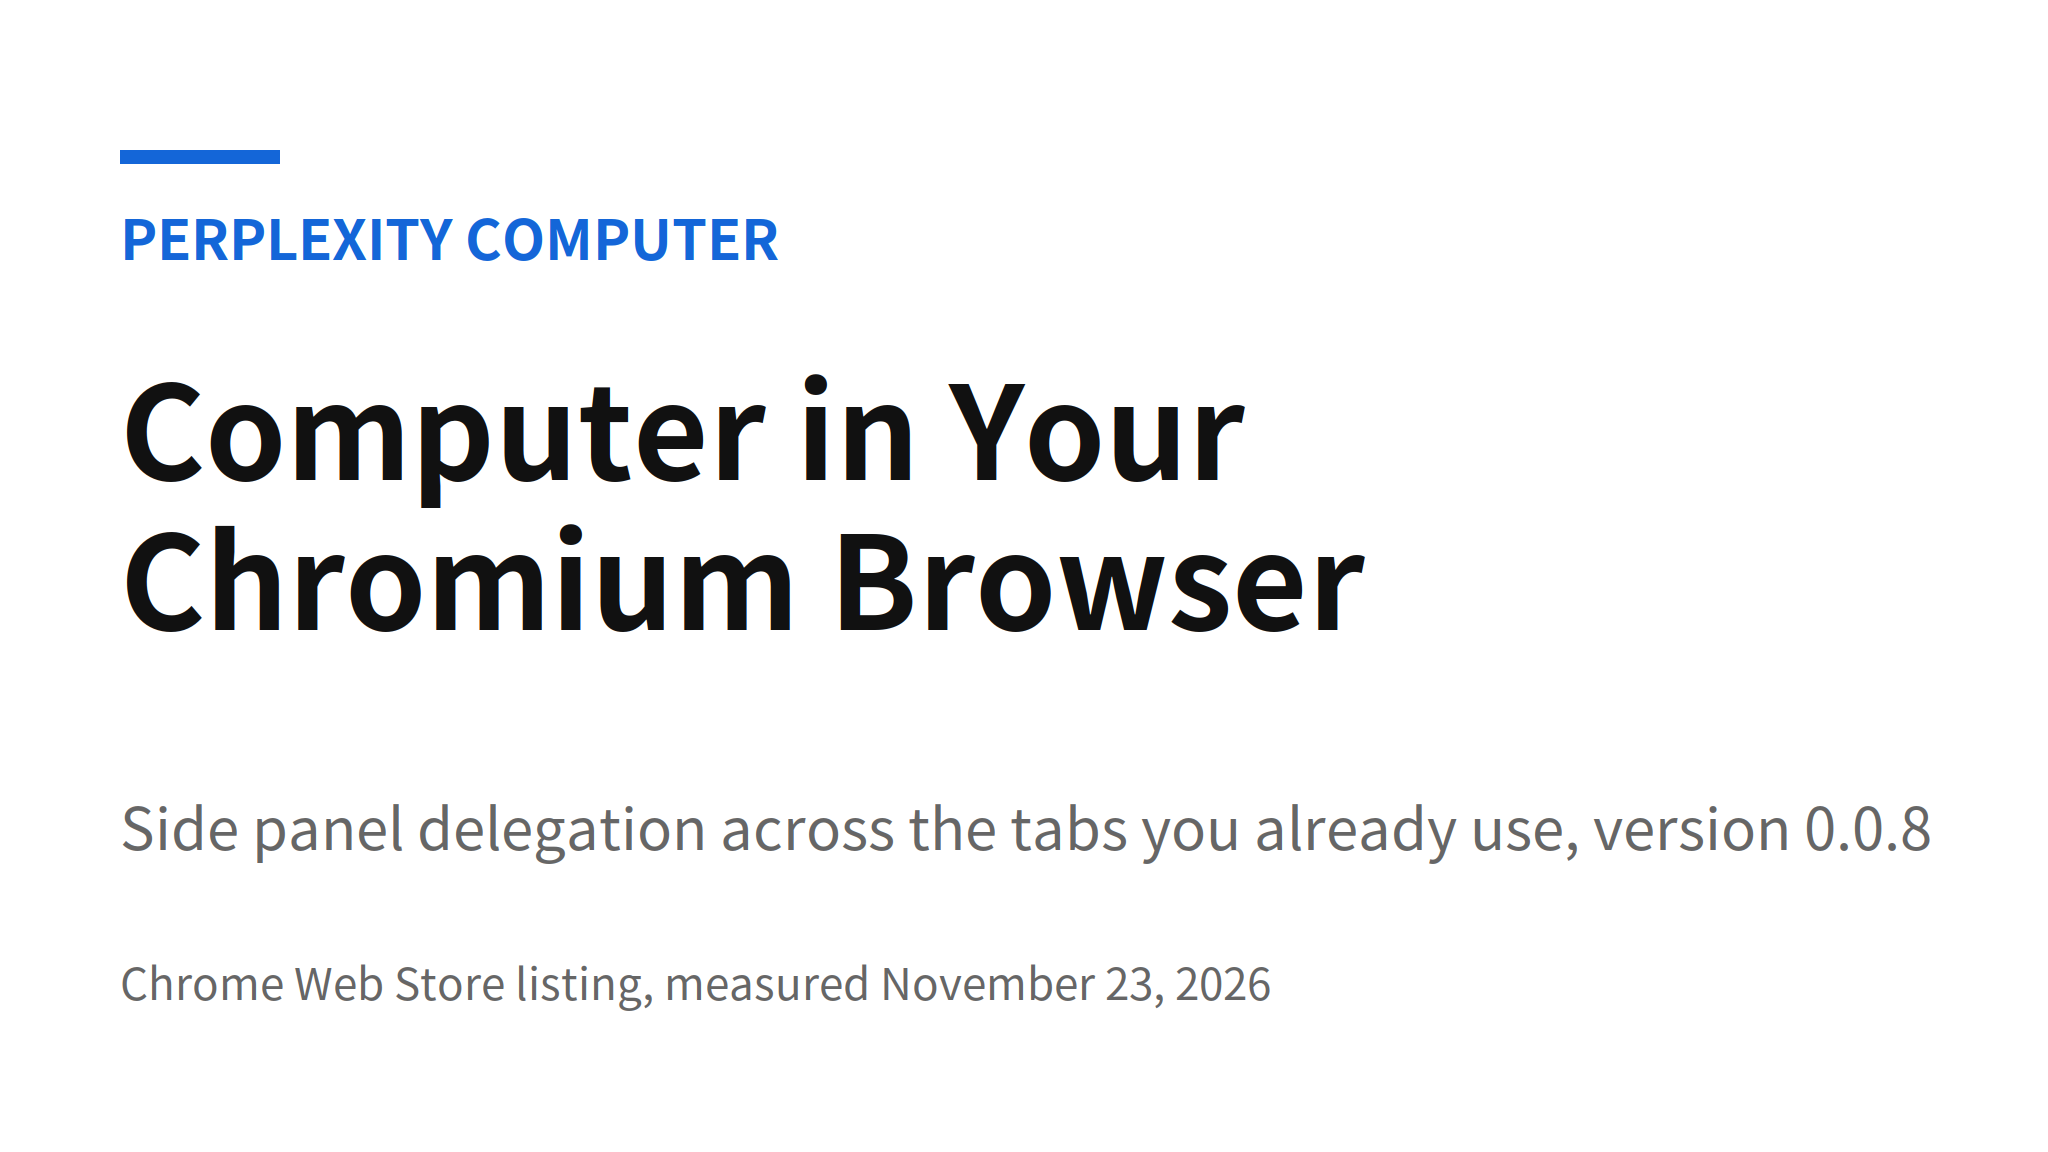 PERPLEXITY COMPUTER
Computer in Your
Chromium Browser
Side panel delegation across the tabs you already use, version 0.0.8
Chrome Web Store listing, measured November 23, 2026